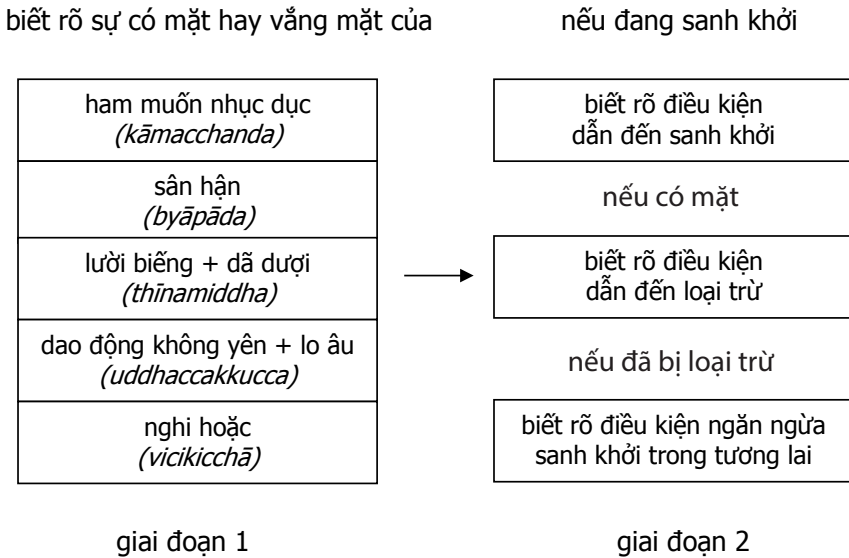 biết rõ sự có mặt hay vắng mặt của
ham muốn nhục dục
(kāmacchanda)
sân hận
(byāpāda)
lười biếng + dã dượi
(thīnamiddha)
dao động không yên + lo âu
(uddhaccakkucca)
nghi hoặc
(vicikicchā)
giai đoạn 1
nếu đang sanh khởi
biết rõ điều kiện
dẫn đến sanh khởi
nếu có mặt
biết rõ điều kiện
dẫn đến loại trừ
nếu đã bị loại trừ
biết rõ điều kiện ngăn ngừa
sanh khởi trong tương lai
giai đoạn 2